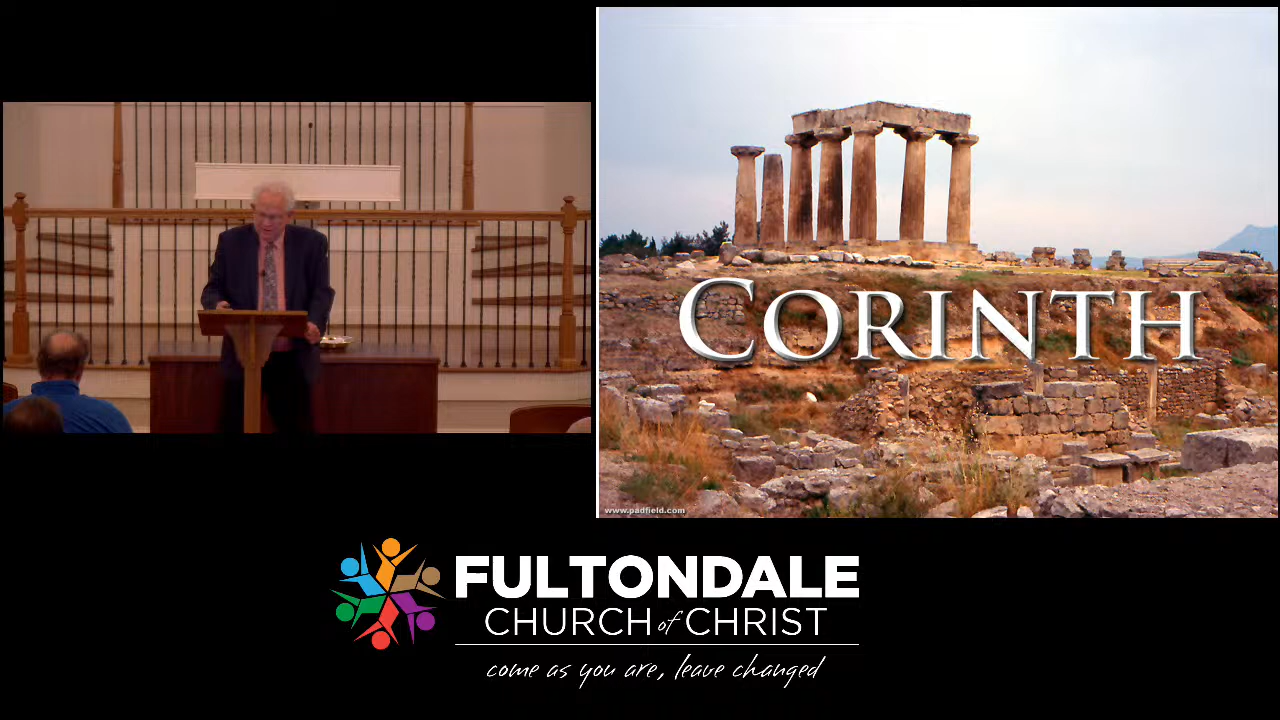 CORINTH
www.padfield.com
FULTONDALE
CHURCH of CHRIST
come as you are, leave changed